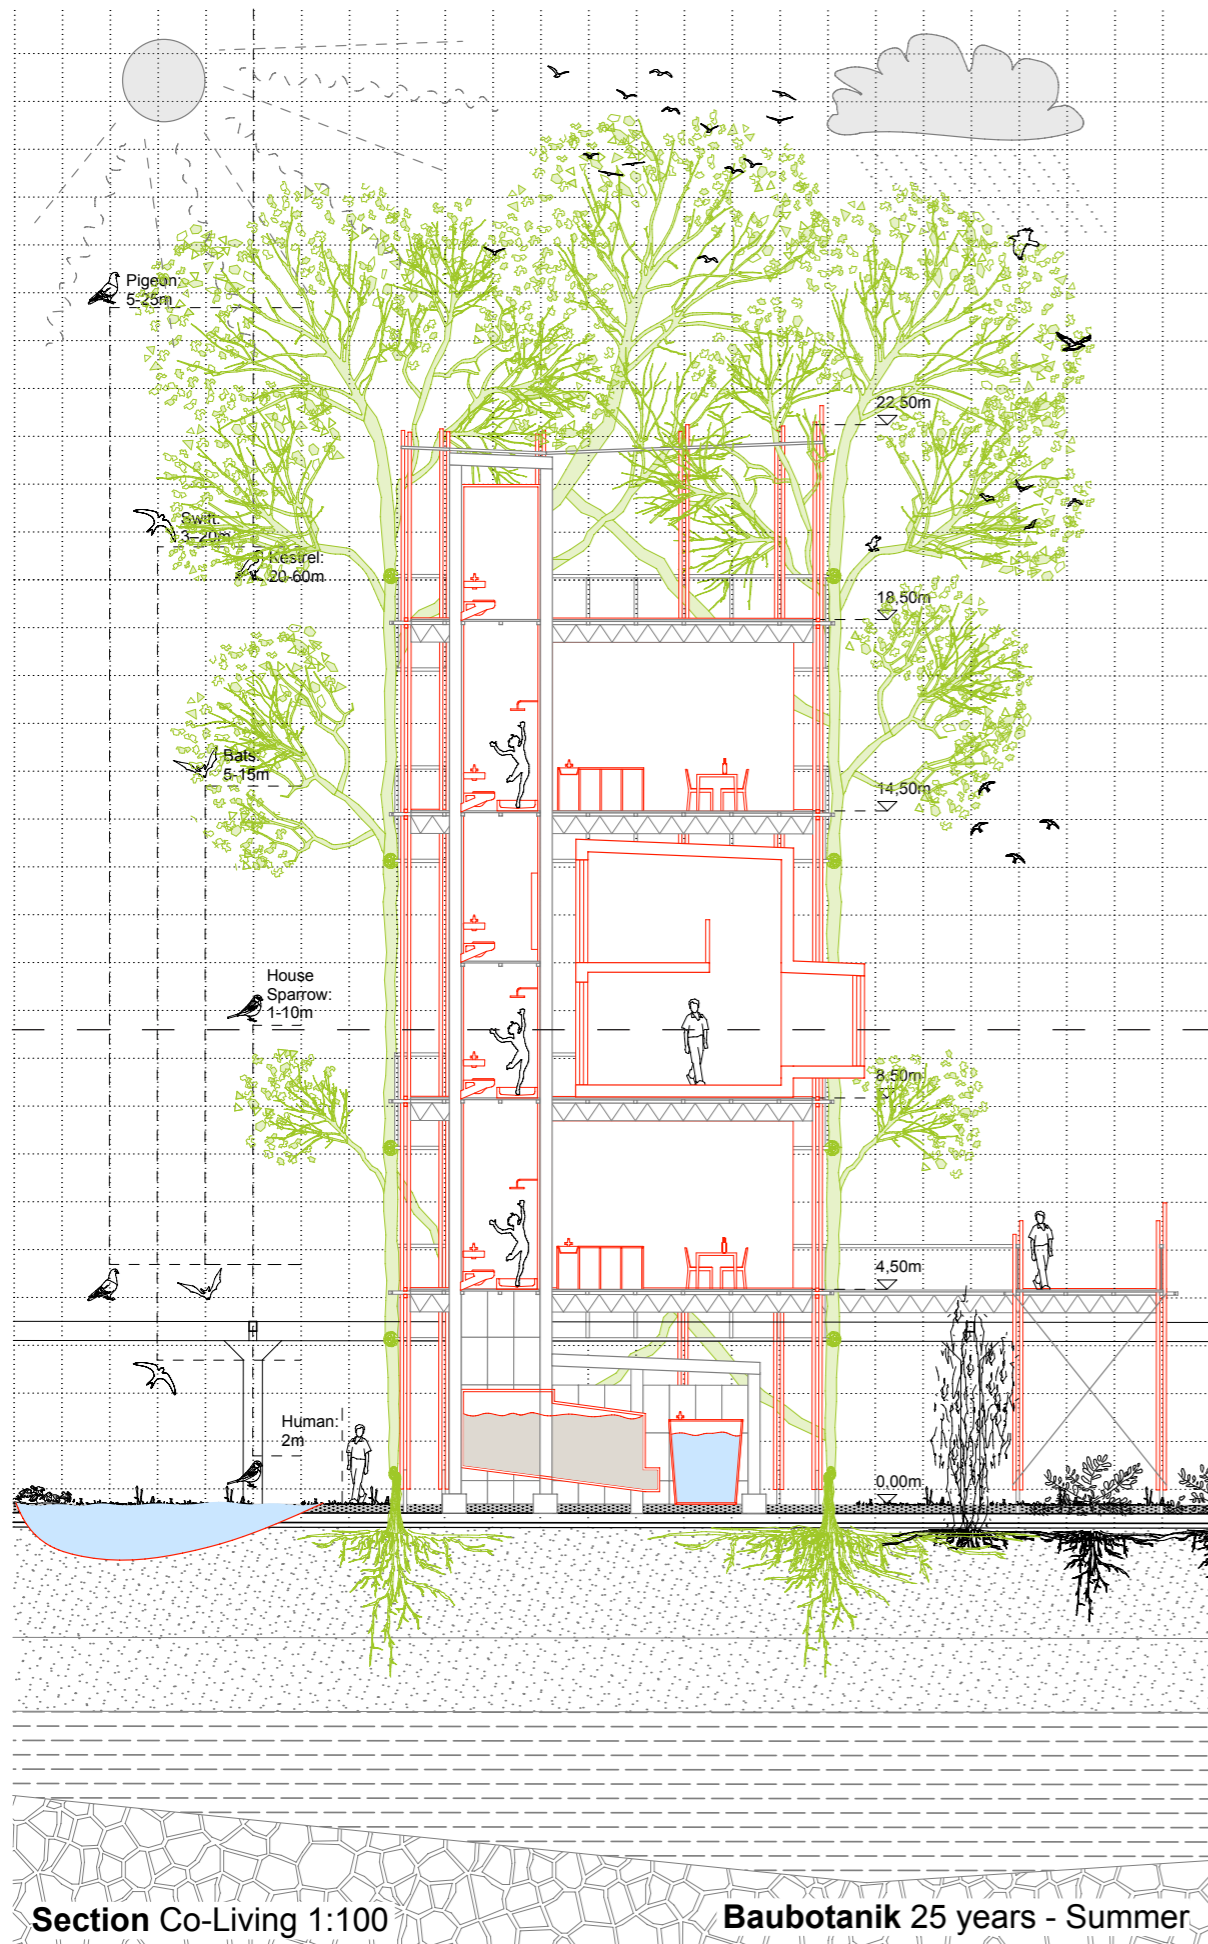 Pigeon:
5-25m
22,50m
Swift:
3-20m
Kestrel:
20-60m
18,50m
Bats:
5-15m
14,50m
House
Sparrow:
1-10m
8,50m
4,50m
Human:
2m
0,00m
Section Co-Living 1:100
Baubotanik 25 years - Summer